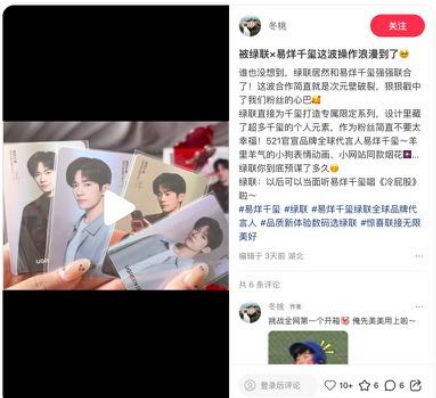 冬桃
关注
被绿联×易烊千玺这波操作浪漫到了🥹
谁也没想到，绿联居然和易烊千玺强强联合
了！这波合作简直就是次元壁破裂，狠狠戳中
了我们粉丝的心巴🥰
绿联直接为千玺打造专属限定系列，设计里藏
了超多千玺的个人元素，作为粉丝简直不要太
幸福！521官宣品牌全球代言人易烊千玺～羊
里羊气的小狗表情动画、小网站同款烟花🎆...
绿联你到底预谋了多久
绿联：以后可以当面听易烊千玺唱《冷屁股》
啦～
#易烊千玺 #绿联 #易烊千玺绿联全球品牌代
言人 #品质新体验数码选绿联 #惊喜联接无限
美好
编辑于 3天前 湖北
共 6 条评论
冬桃 作者
挑战全网第一个开箱 俺先美美用上啦～
登录后评论
10+ 6 6